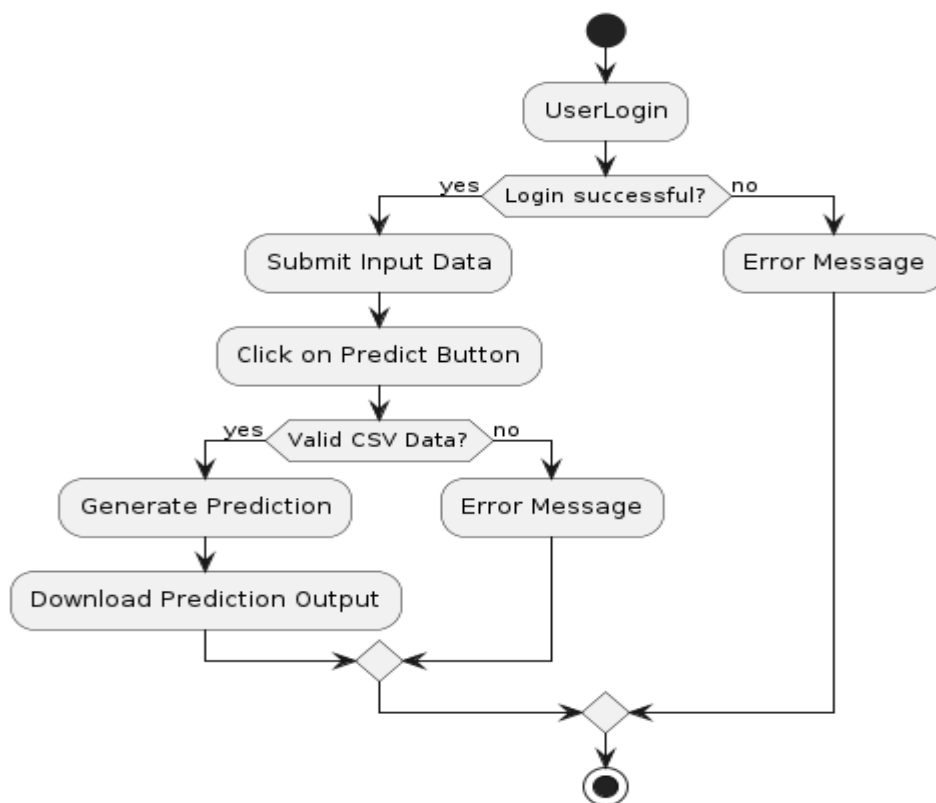 UserLogin
yes
Login successful?
no
Submit Input Data
Error Message
Click on Predict Button
yes
Valid CSV Data?
no
Generate Prediction
Error Message
Download Prediction Output